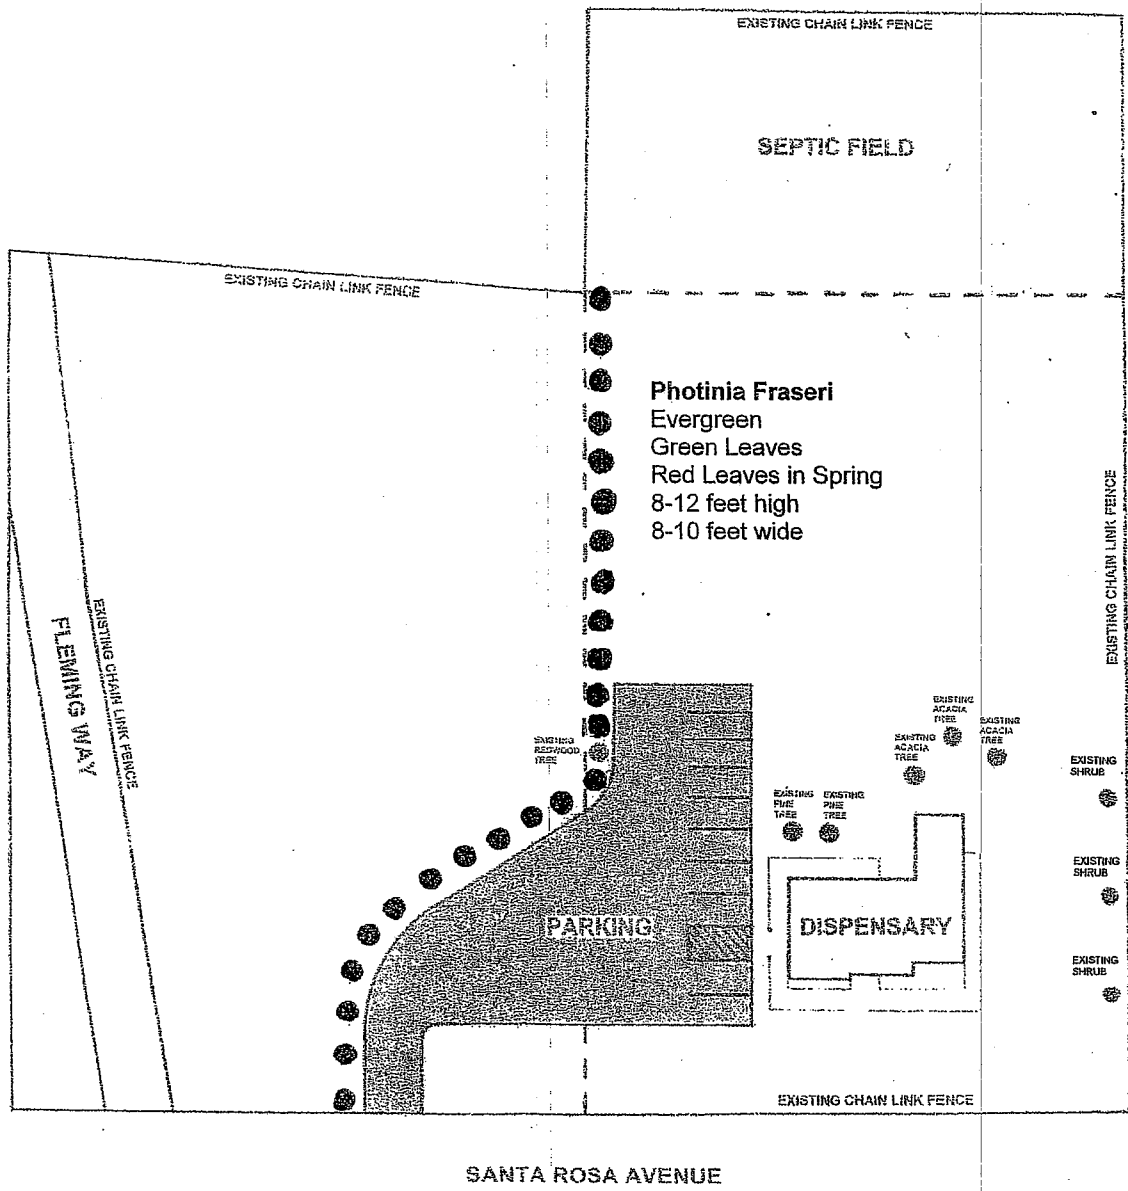 EXISTING CHAIN LINK FENCE
SEPTIC FIELD
EXISTING CHAIN LINK FENCE
Photinia Fraseri
Evergreen
Green Leaves
Red Leaves in Spring
8-12 feet high
8-10 feet wide
EXISTING CHAIN LINK FENCE
FLEMING WAY
EXISTING CHAIN LINK FENCE
EXISTING
REDWOOD
TREE
EXISTING
ACACIA
TREE
EXISTING
ACACIA
TREE
EXISTING
ACACIA
TREE
EXISTING
SHRUB
EXISTING
PINE
TREE
EXISTING
PINE
TREE
EXISTING
SHRUB
PARKING
DISPENSARY
EXISTING
SHRUB
EXISTING CHAIN LINK FENCE
SANTA ROSA AVENUE